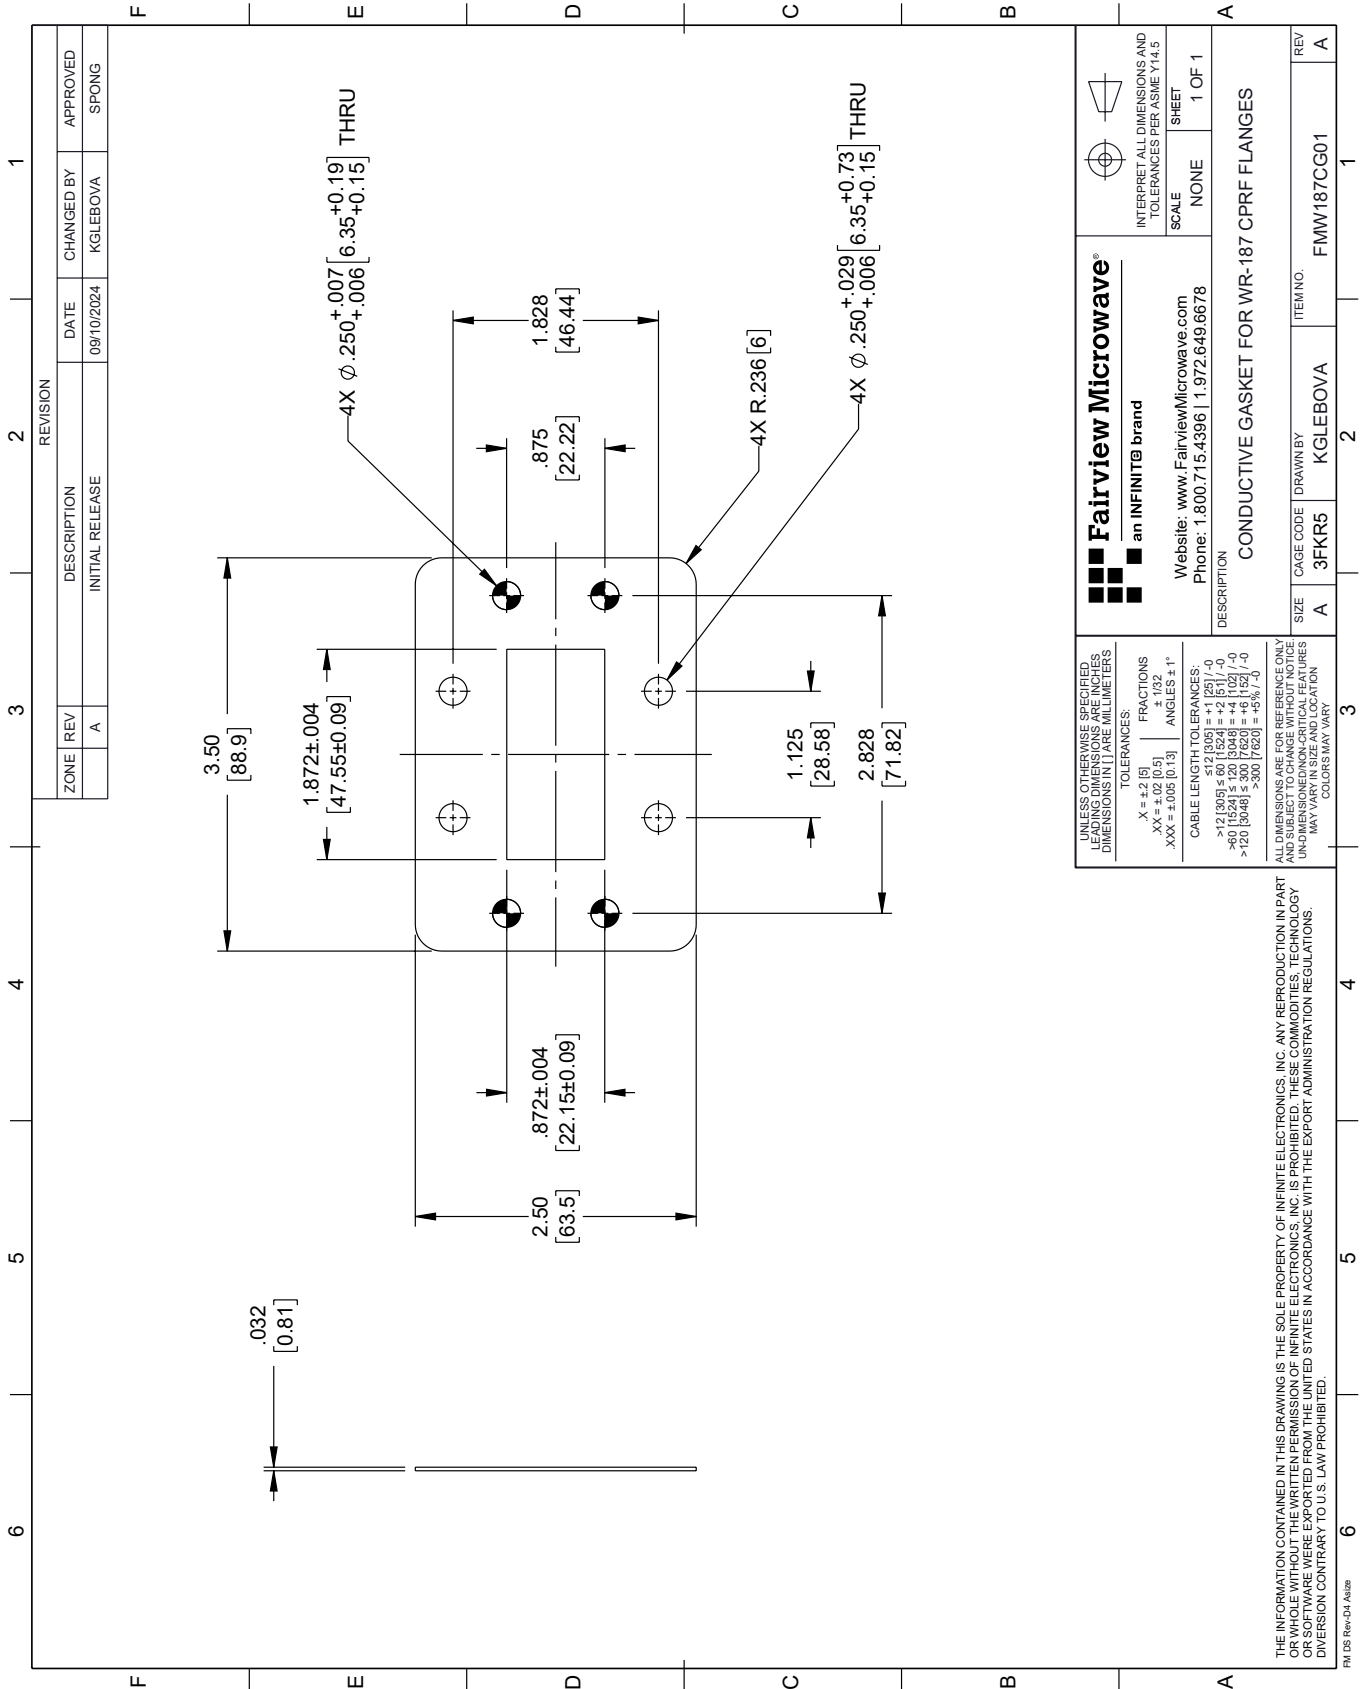 6
5
4
3
2
1
F
E
D
C
B
A
REVISION
ZONE REV DESCRIPTION DATE CHANGED BY APPROVED
A INITIAL RELEASE 09/10/2024 KGLEBOVA SPONG
.032
[0.81]
3.50
[88.9]
1.872±.004
[47.55±0.09]
2.50
[63.5]
.872±.004
[22.15±0.09]
.875
[22.22]
1.828
[46.44]
4X ⌀ .250 +.007 +.006 [6.35 +0.19 +0.15] THRU
4X R.236 [6]
4X ⌀ .250 +.029 +.006 [6.35 +0.73 +0.15] THRU
1.125
[28.58]
2.828
[71.82]
THE INFORMATION CONTAINED IN THIS DRAWING IS THE SOLE PROPERTY OF INFINITE ELECTRONICS, INC. ANY REPRODUCTION IN PART
OR WHOLE WITHOUT THE WRITTEN PERMISSION OF INFINITE ELECTRONICS, INC. IS PROHIBITED. THESE COMMODITIES, TECHNOLOGY
OR SOFTWARE WERE EXPORTED FROM THE UNITED STATES IN ACCORDANCE WITH THE EXPORT ADMINISTRATION REGULATIONS.
DIVERSION CONTRARY TO U.S. LAW PROHIBITED.
UNLESS OTHERWISE SPECIFIED
LEADING DIMENSIONS ARE INCHES
DIMENSIONS IN [ ] ARE MILLIMETERS
TOLERANCES:
.X = ±.2 [5] FRACTIONS
.XX = ±.02 [0.5] ± 1/32
.XXX = ±.005 [0.13] ANGLES ± 1°
CABLE LENGTH TOLERANCES:
≤12 [305] = +1 [25] / -0
>12 [305] ≤ 60 [1524] = +2 [51] / -0
>60 [1524] ≤ 120 [3048] = +4 [102] / -0
>120 [3048] ≤ 300 [7620] = +6 [152] / -0
>300 [7620] = +5% / -0
ALL DIMENSIONS ARE FOR REFERENCE ONLY
AND SUBJECT TO CHANGE WITHOUT NOTICE.
UN-DIMENSIONED/NON-CRITICAL FEATURES
MAY VARY IN SIZE AND LOCATION
COLORS MAY VARY
Fairview Microwave®
an INFINIT@ brand
Website: www.FairviewMicrowave.com
Phone: 1.800.715.4396 | 1.972.649.6678
INTERPRET ALL DIMENSIONS AND
TOLERANCES PER ASME Y14.5
SCALE SHEET
NONE 1 OF 1
DESCRIPTION
CONDUCTIVE GASKET FOR WR-187 CPRF FLANGES
SIZE CAGE CODE DRAWN BY ITEM NO. REV
A 3FKR5 KGLEBOVA FMW187CG01 A
F
E
D
C
B
A
6
5
4
3
2
1
FM DS Rev-D4 Asize